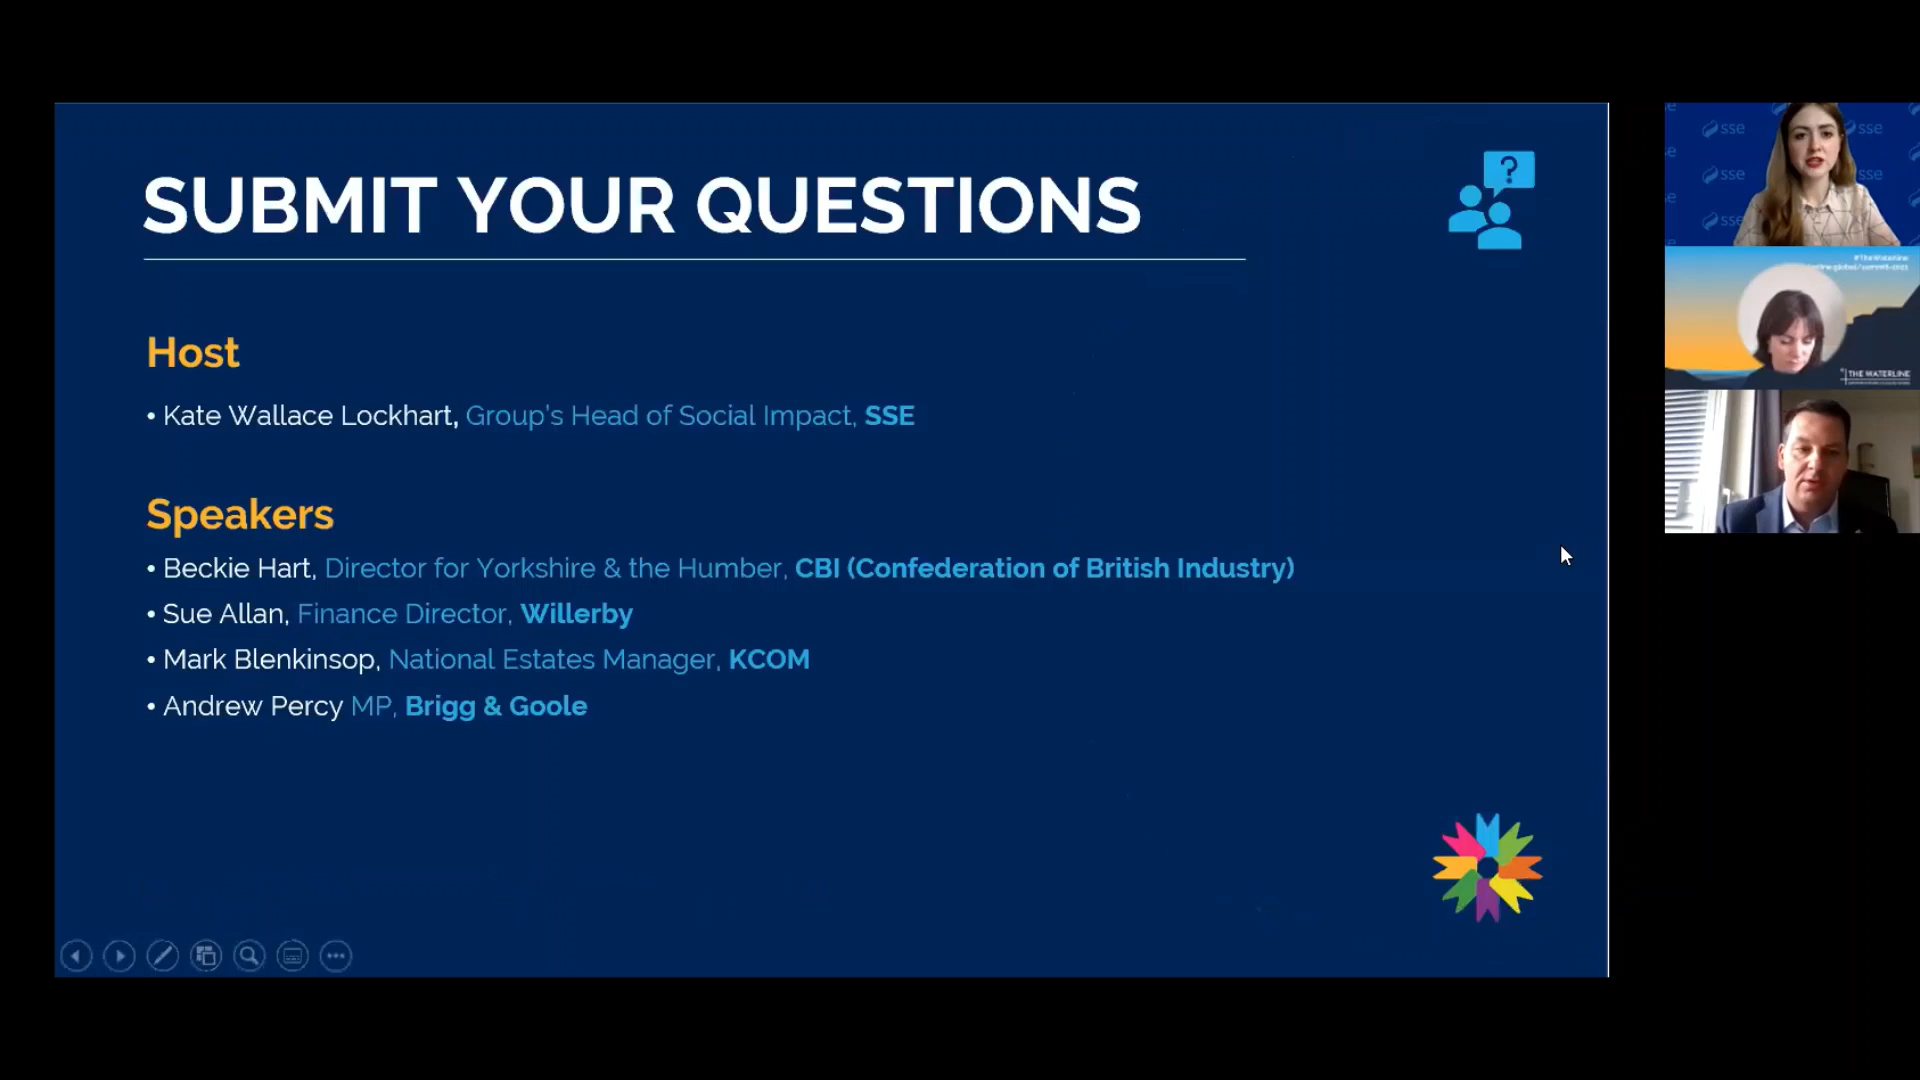 SUBMIT YOUR QUESTIONS
?
Host
• Kate Wallace Lockhart, Group's Head of Social Impact, SSE
Speakers
• Beckie Hart, Director for Yorkshire & the Humber, CBI (Confederation of British Industry)
• Sue Allan, Finance Director, Willerby
• Mark Blenkinsop, National Estates Manager, KCOM
• Andrew Percy MP, Brigg & Goole
sse
sse
sse
sse
sse
#TheWaterline
THE WATERLINE